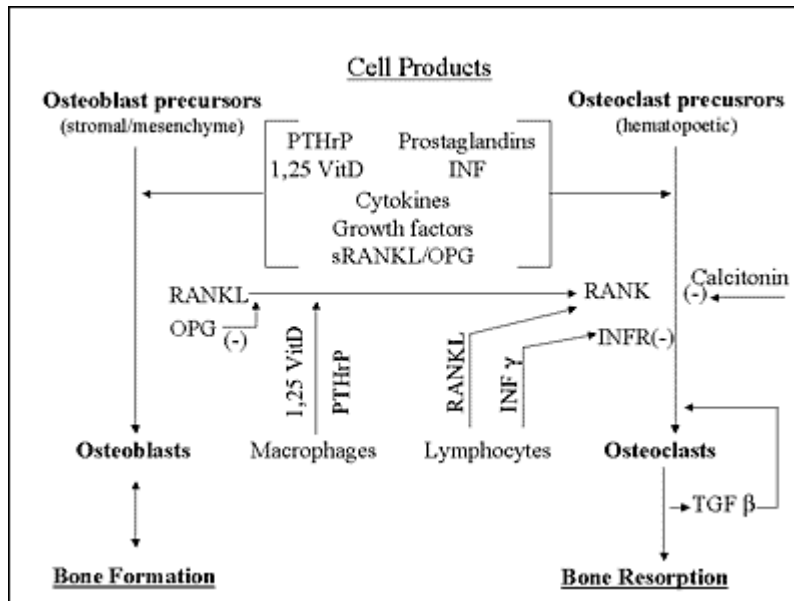 Cell Products
Osteoblast precursors
(stromal/mesenchyme)
Osteoclast precusrors
(hematopoetic)
PTHrP Prostaglandins
1,25 VitD INF
Cytokines
Growth factors
sRANKL/OPG
RANKL
RANK
Calcitonin
(-)
OPG
(-)
INFR(-)
1,25 VitD
PTHrP
RANKL
INF γ
Osteoblasts
Macrophages
Lymphocytes
Osteoclasts
TGF β
Bone Formation
Bone Resorption